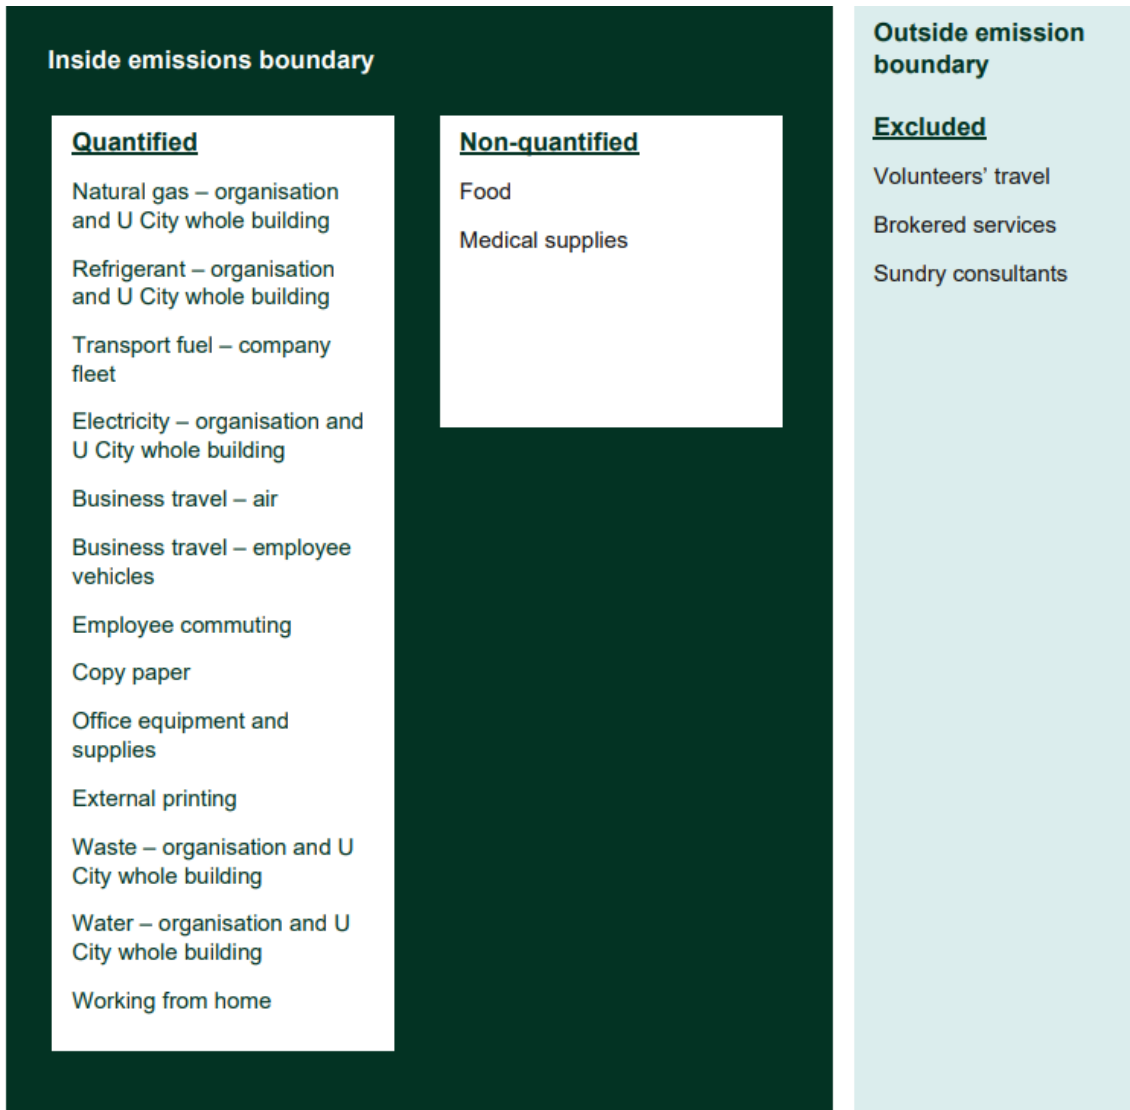 Inside emissions boundary
Quantified
Natural gas – organisation
and U City whole building
Refrigerant – organisation
and U City whole building
Transport fuel – company
fleet
Electricity – organisation and
U City whole building
Business travel – air
Business travel – employee
vehicles
Employee commuting
Copy paper
Office equipment and
supplies
External printing
Waste – organisation and U
City whole building
Water – organisation and U
City whole building
Working from home
Non-quantified
Food
Medical supplies
Outside emission
boundary
Excluded
Volunteers’ travel
Brokered services
Sundry consultants